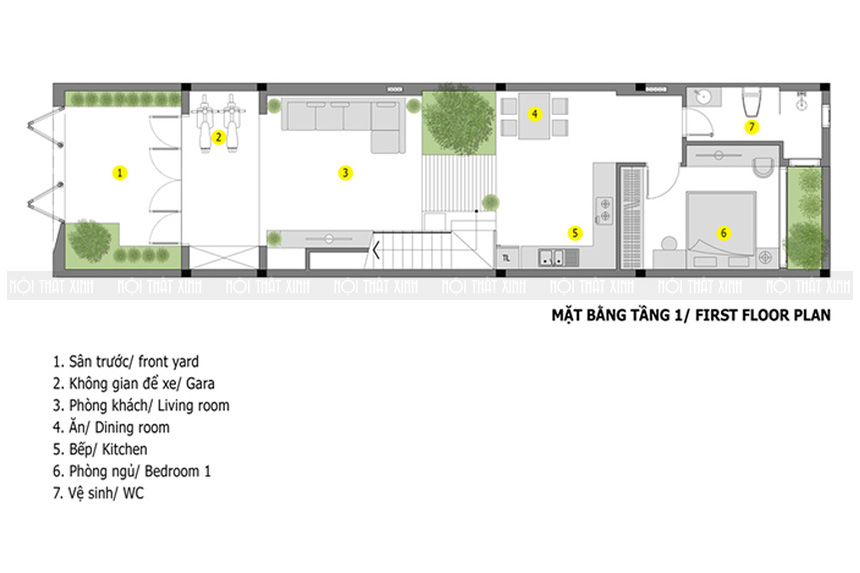 1
2
3
4
5
6
7
TL
NỘI THẤT XINH NỘI THẤT XINH NỘI THẤT XINH NỘI THẤT XINH NỘI THẤT XINH NỘI THẤT XINH NỘI THẤT XINH NỘI THẤT XINH
MẶT BẰNG TẦNG 1/ FIRST FLOOR PLAN
1. Sân trước/ front yard
2. Không gian để xe/ Gara
3. Phòng khách/ Living room
4. Ăn/ Dining room
5. Bếp/ Kitchen
6. Phòng ngủ/ Bedroom 1
7. Vệ sinh/ WC